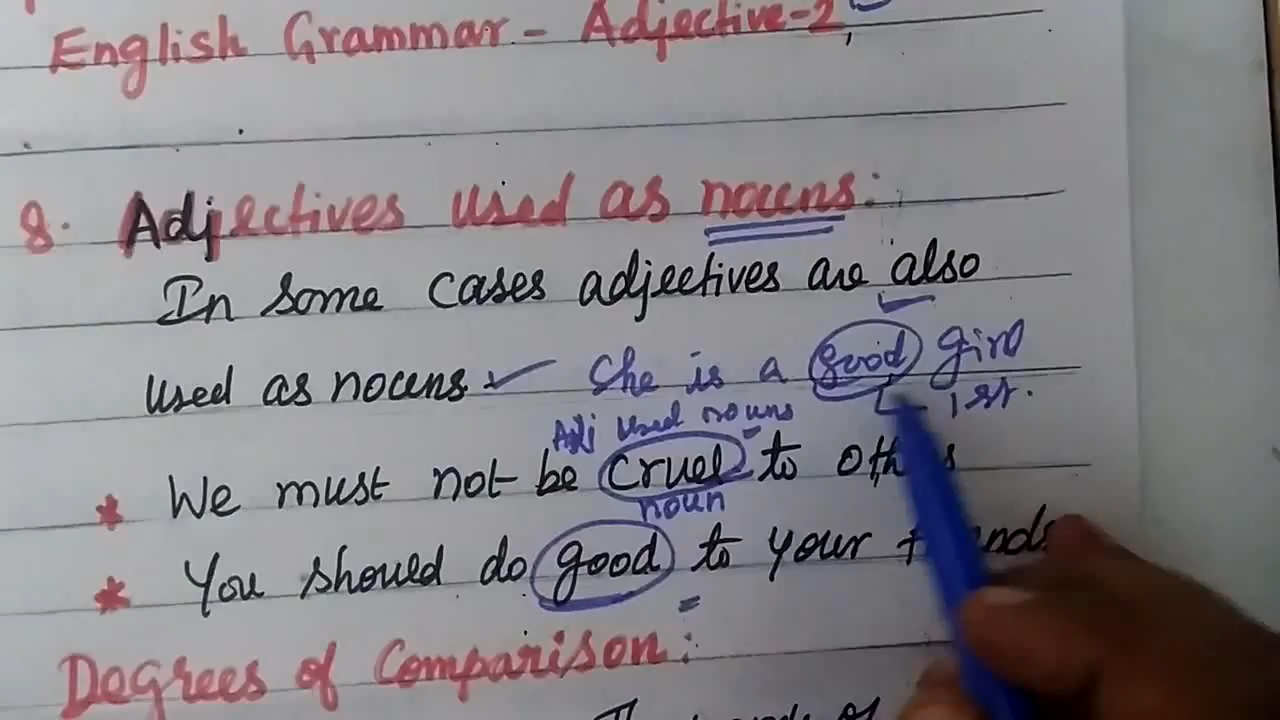 English Grammar - Adjective-2,
8. Adjectives used as nouns:
In some cases adjectives are also
used as nouns ✓ She is a good girl
Adj used nouns
1st.
We must not be cruel to
noun
* You should do good to your
Degrees of Comparison: